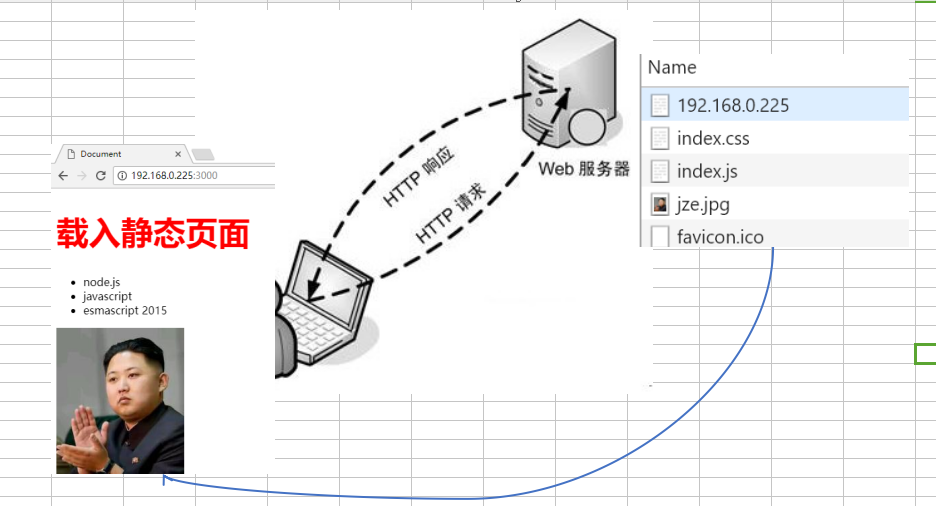 Document
192.168.0.225:3000
载入静态页面
node.js
javascript
esmascript 2015
HTTP 响应
HTTP 请求
Web 服务器
Name
192.168.0.225
index.css
index.js
jze.jpg
favicon.ico